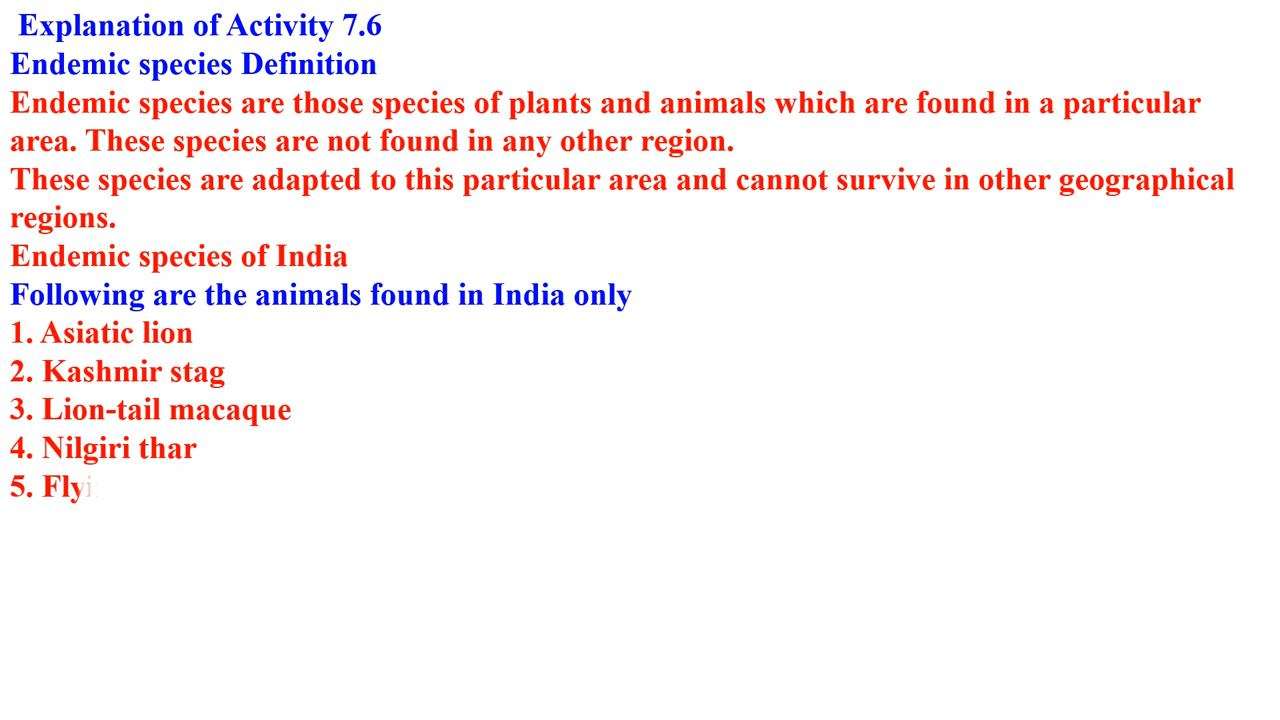 Explanation of Activity 7.6
Endemic species Definition
Endemic species are those species of plants and animals which are found in a particular
area. These species are not found in any other region.
These species are adapted to this particular area and cannot survive in other geographical
regions.
Endemic species of India
Following are the animals found in India only
1. Asiatic lion
2. Kashmir stag
3. Lion-tail macaque
4. Nilgiri thar
5. Flyi